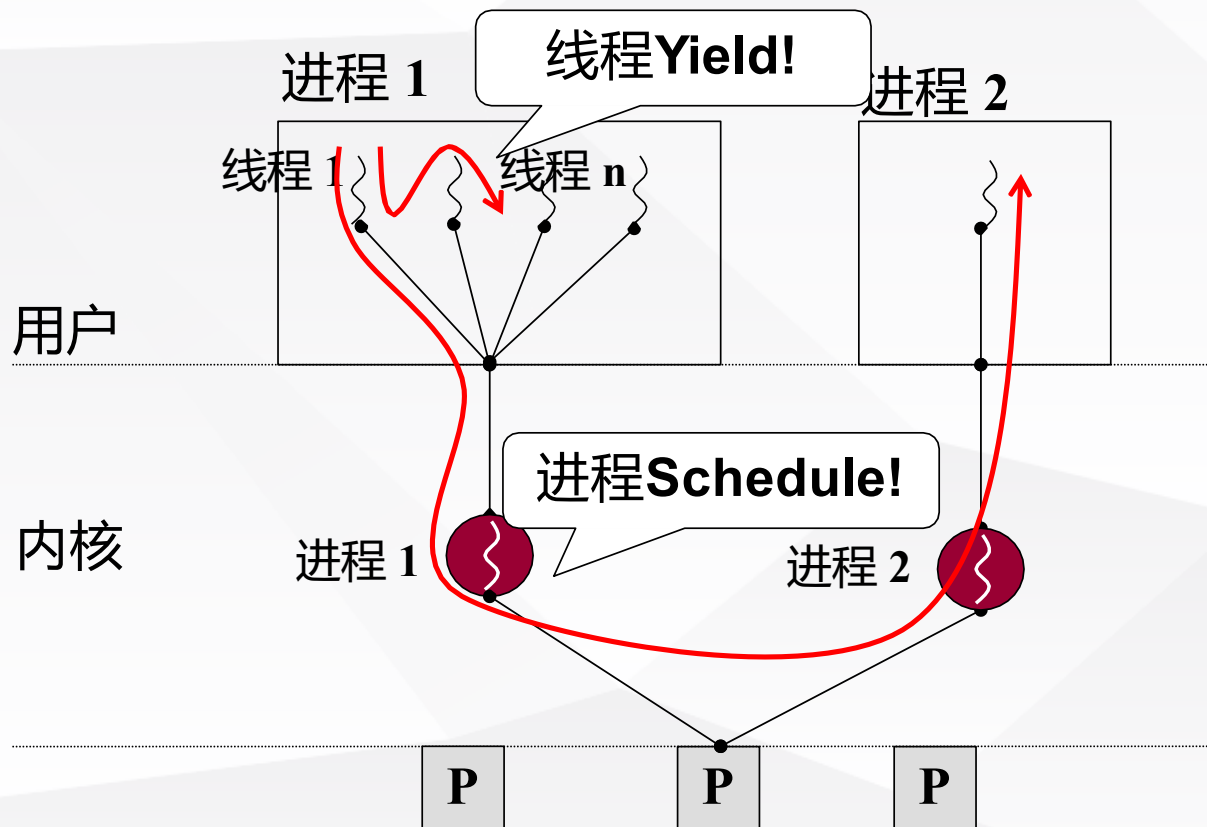 线程Yield!
进程 1
进程 2
线程 1
线程 n
用户
进程Schedule!
内核
进程 1
进程 2
P
P
P